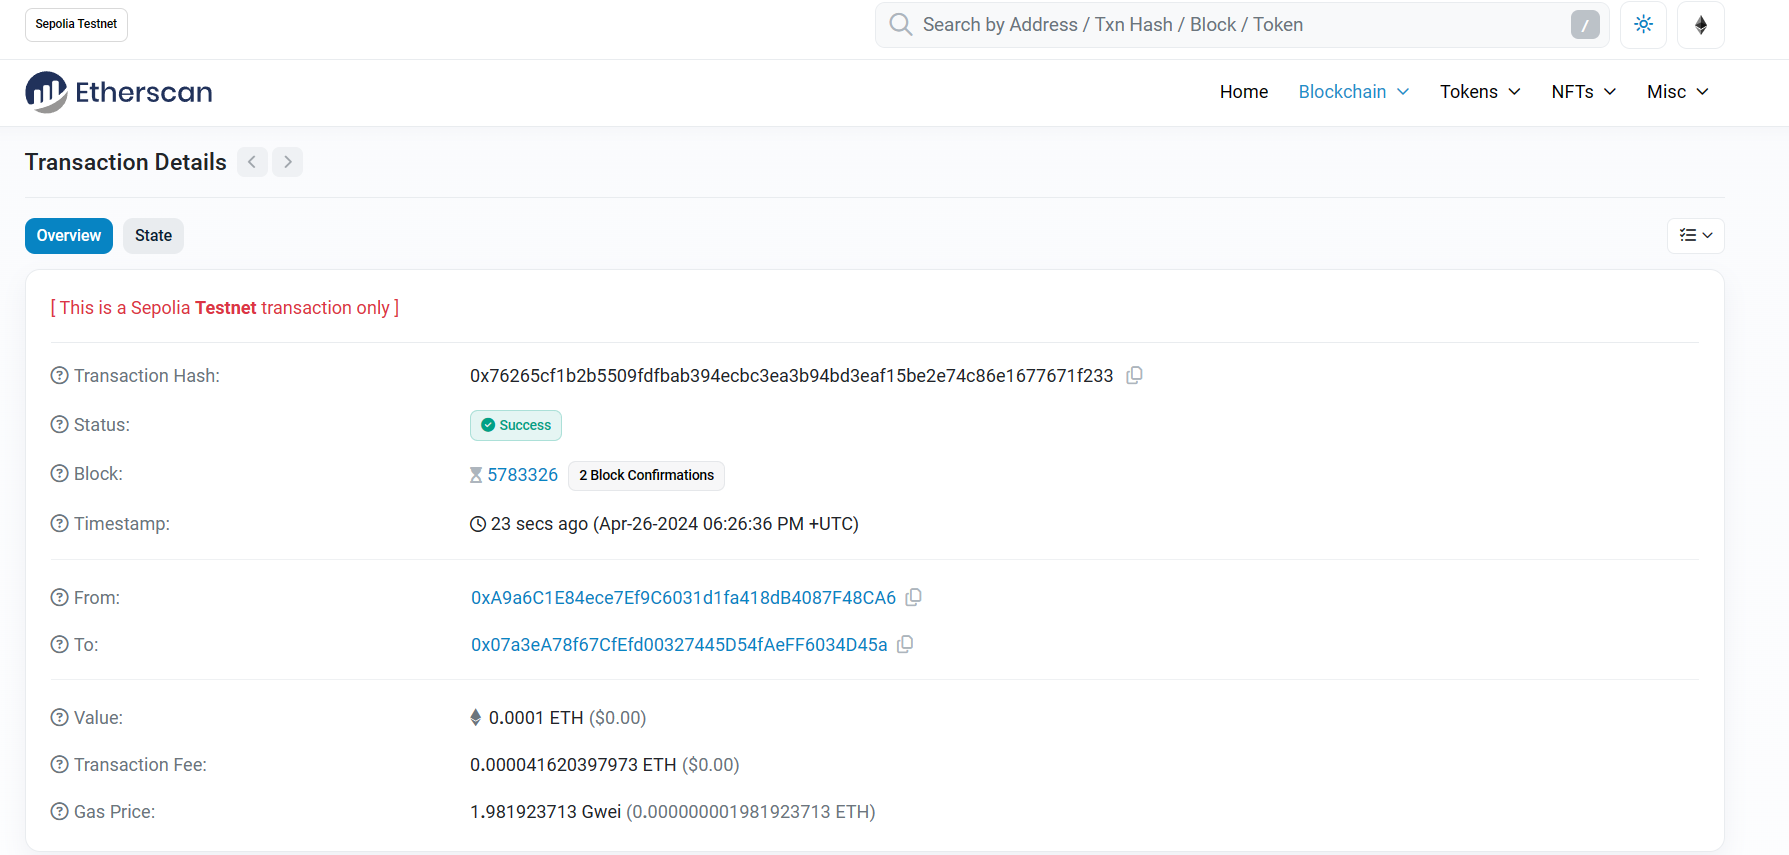 Sepolia Testnet
Search by Address / Txn Hash / Block / Token /
Etherscan
Home Blockchain Tokens NFTs Misc
Transaction Details
Overview State
[ This is a Sepolia Testnet transaction only ]
Transaction Hash: 0x76265cf1b2b5509fdfbab394ecbc3ea3b94bd3eaf15be2e74c86e1677671f233
Status: Success
Block: 5783326 2 Block Confirmations
Timestamp: 23 secs ago (Apr-26-2024 06:26:36 PM +UTC)
From: 0xA9a6C1E84ece7Ef9C6031d1fa418dB4087F48CA6
To: 0x07a3eA78f67CfEfd00327445D54fAeFF6034D45a
Value: 0.0001 ETH ($0.00)
Transaction Fee: 0.000041620397973 ETH ($0.00)
Gas Price: 1.981923713 Gwei (0.000000001981923713 ETH)